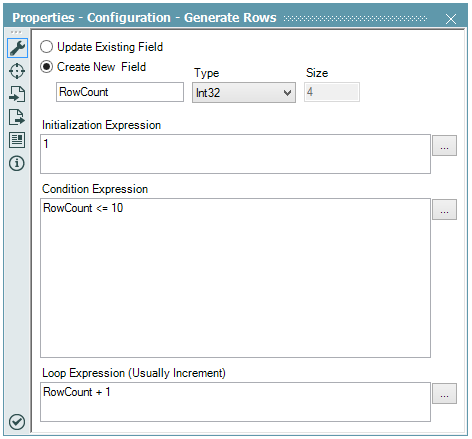 Properties - Configuration - Generate Rows
Update Existing Field
Create New  Field
Type
Size
RowCount
Int32
4
Initialization Expression
1
...
Condition Expression
RowCount <= 10
...
Loop Expression (Usually Increment)
RowCount + 1
...